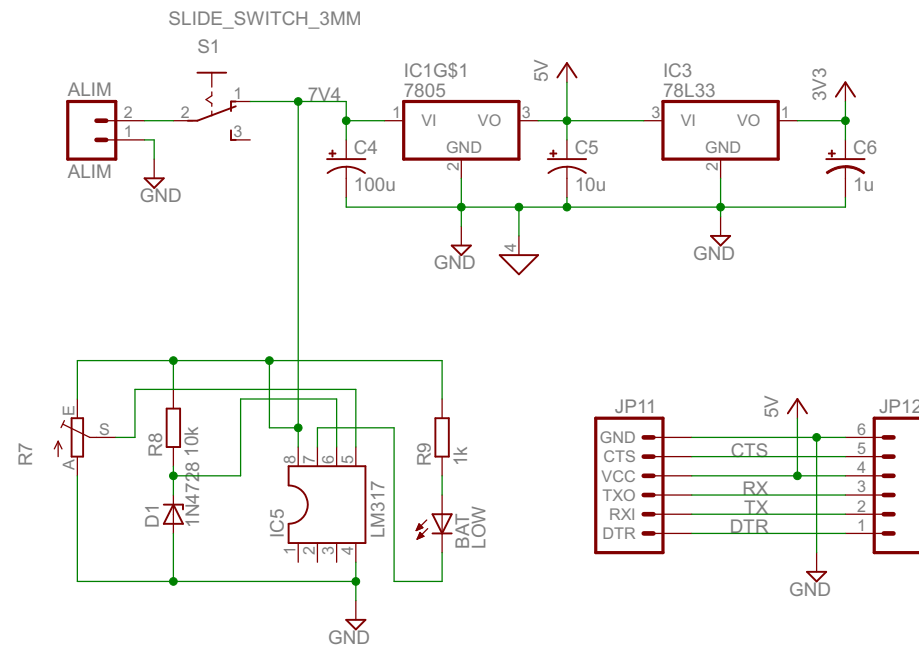 SLIDE_SWITCH_3MM
S1
ALIM
2
1
ALIM
GND
2
1
3
7V4
C4
100u
IC1G$1
7805
1
VI
VO
3
GND
2
GND
4
5V
C5
10u
IC3
78L33
3
VI
VO
1
GND
2
GND
3V3
C6
1u
R7
E
S
A
R8
10k
D1
1N4728
IC5
LM317
8
7
6
5
1
2
3
4
GND
R9
1k
BAT
LOW
JP11
GND
CTS
VCC
TXO
RXI
DTR
5V
CTS
RX
TX
DTR
GND
JP12
6
5
4
3
2
1